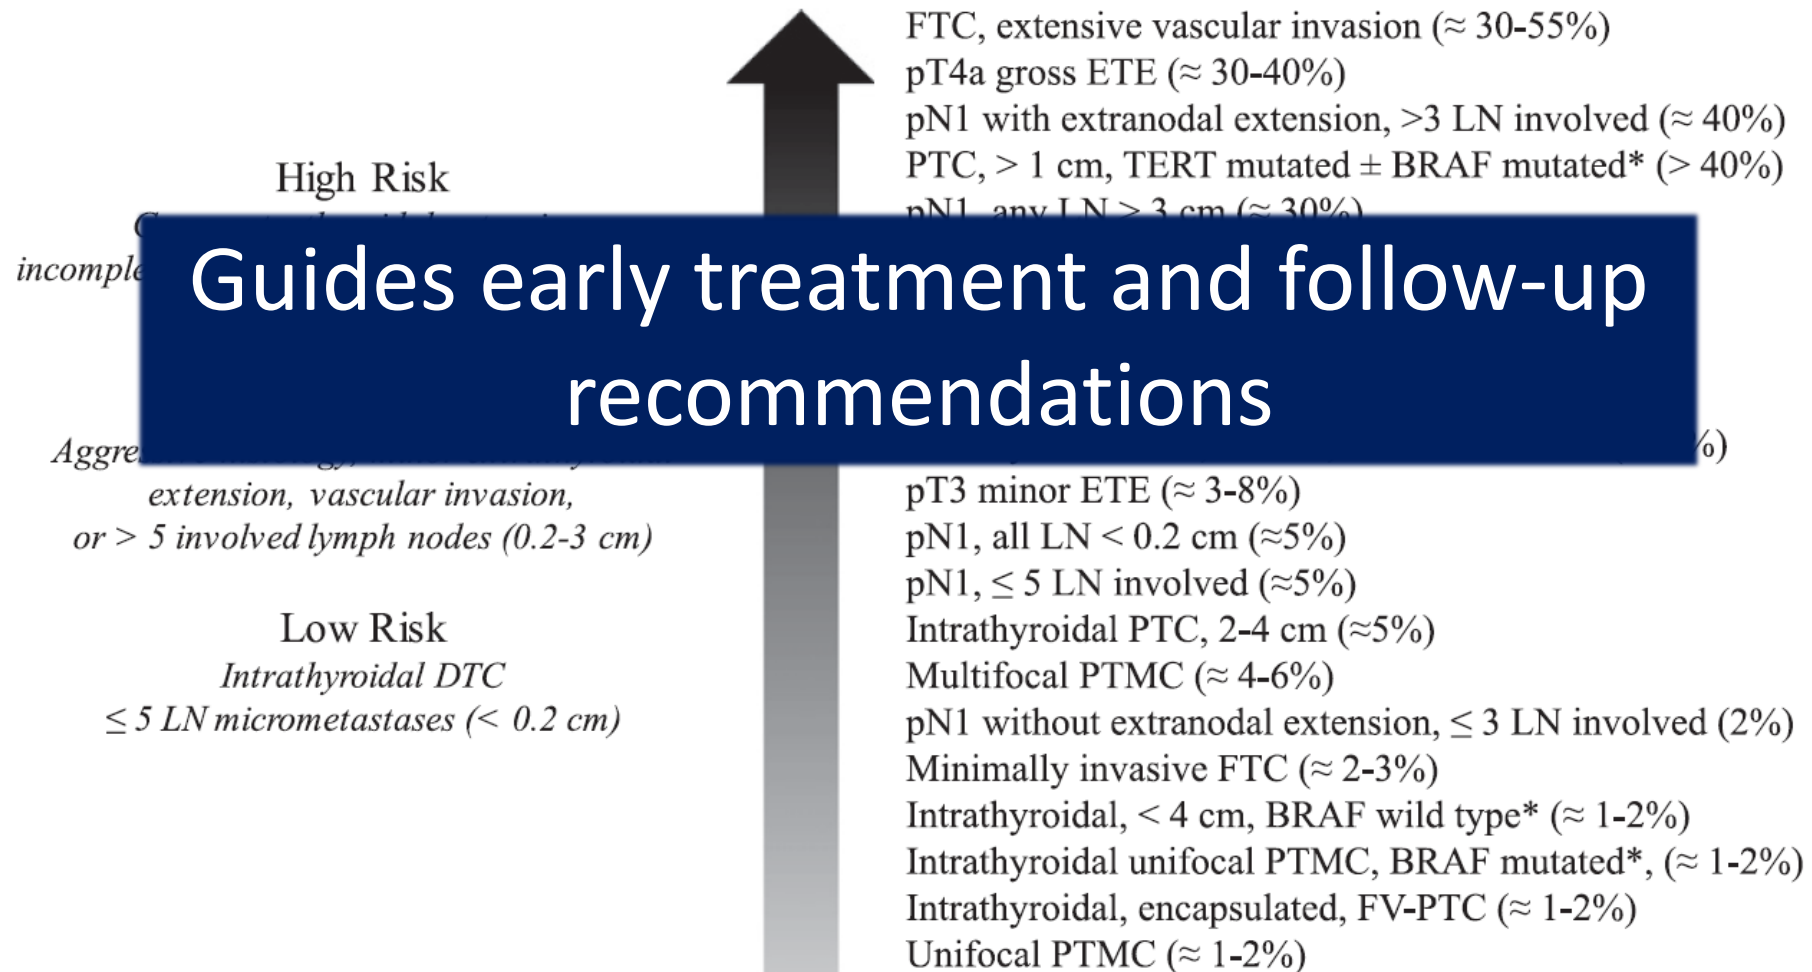 FTC, extensive vascular invasion (≈ 30-55%)
pT4a gross ETE (≈ 30-40%)
pN1 with extranodal extension, >3 LN involved (≈ 40%)
PTC, > 1 cm, TERT mutated ± BRAF mutated* (> 40%)
pN1, any LN > 3 cm (≈ 30%)
High Risk
Guides early treatment and follow-up
recommendations
extension, vascular invasion,
or > 5 involved lymph nodes (0.2-3 cm)
Low Risk
Intrathyroidal DTC
≤ 5 LN micrometastases (< 0.2 cm)
pT3 minor ETE (≈ 3-8%)
pN1, all LN < 0.2 cm (≈5%)
pN1, ≤ 5 LN involved (≈5%)
Intrathyroidal PTC, 2-4 cm (≈5%)
Multifocal PTMC (≈ 4-6%)
pN1 without extranodal extension, ≤ 3 LN involved (2%)
Minimally invasive FTC (≈ 2-3%)
Intrathyroidal, < 4 cm, BRAF wild type* (≈ 1-2%)
Intrathyroidal unifocal PTMC, BRAF mutated*, (≈ 1-2%)
Intrathyroidal, encapsulated, FV-PTC (≈ 1-2%)
Unifocal PTMC (≈ 1-2%)